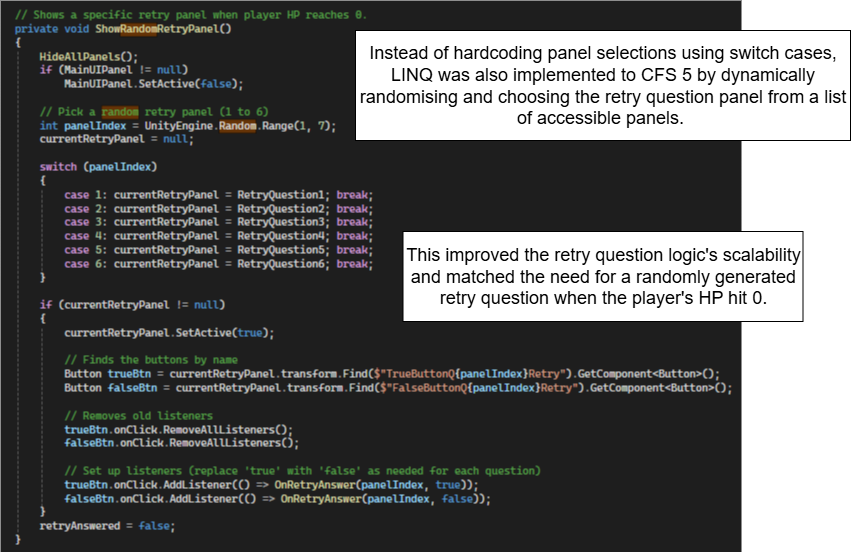 // Shows a specific retry panel when player HP reaches 0.
private void ShowRandomRetryPanel()
{
HideAllPanels();
if (MainUIPanel != null)
MainUIPanel.SetActive(false);
// Pick a random retry panel (1 to 6)
int panelIndex = UnityEngine.Random.Range(1, 7);
currentRetryPanel = null;
switch (panelIndex)
{
case 1: currentRetryPanel = RetryQuestion1; break;
case 2: currentRetryPanel = RetryQuestion2; break;
case 3: currentRetryPanel = RetryQuestion3; break;
case 4: currentRetryPanel = RetryQuestion4; break;
case 5: currentRetryPanel = RetryQuestion5; break;
case 6: currentRetryPanel = RetryQuestion6; break;
}
if (currentRetryPanel != null)
{
currentRetryPanel.SetActive(true);
// Finds the buttons by name
Button trueBtn = currentRetryPanel.transform.Find($"TrueButtonQ{panelIndex}Retry").GetComponent<Button>();
Button falseBtn = currentRetryPanel.transform.Find($"FalseButtonQ{panelIndex}Retry").GetComponent<Button>();
// Removes old listeners
trueBtn.onClick.RemoveAllListeners();
falseBtn.onClick.RemoveAllListeners();
// Set up listeners (replace 'true' with 'false' as needed for each question)
trueBtn.onClick.AddListener(() => OnRetryAnswer(panelIndex, true));
falseBtn.onClick.AddListener(() => OnRetryAnswer(panelIndex, false));
}
retryAnswered = false;
}
Instead of hardcoding panel selections using switch cases,
LINQ was also implemented to CFS 5 by dynamically
randomising and choosing the retry question panel from a list
of accessible panels.
This improved the retry question logic's scalability
and matched the need for a randomly generated
retry question when the player's HP hit 0.